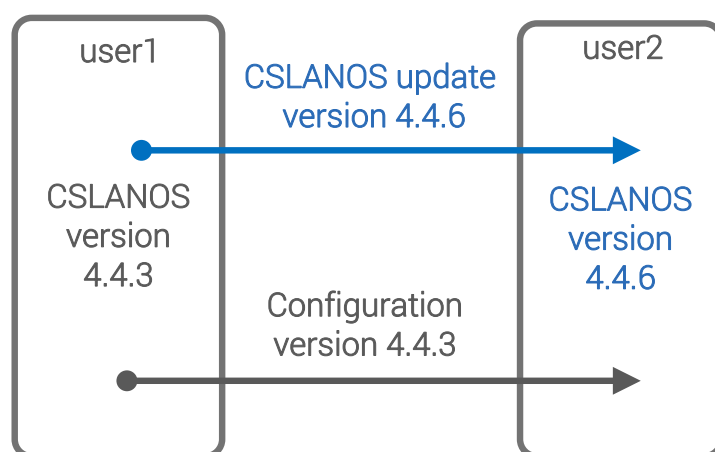 user1
user2
CSLANOS update
version 4.4.6
CSLANOS
version
4.4.3
CSLANOS
version
4.4.6
Configuration
version 4.4.3